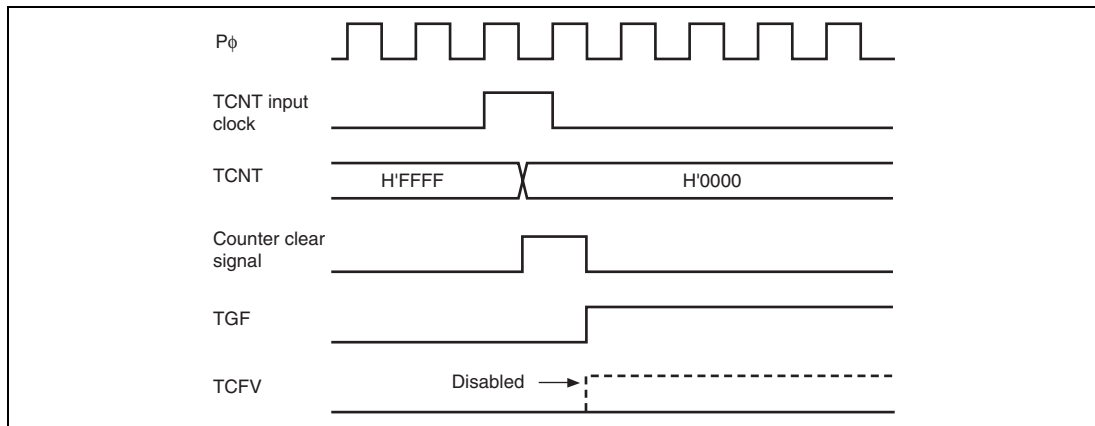 Pϕ
TCNT input
clock
TCNT
H'FFFF
H'0000
Counter clear
signal
TGF
TCFV
Disabled